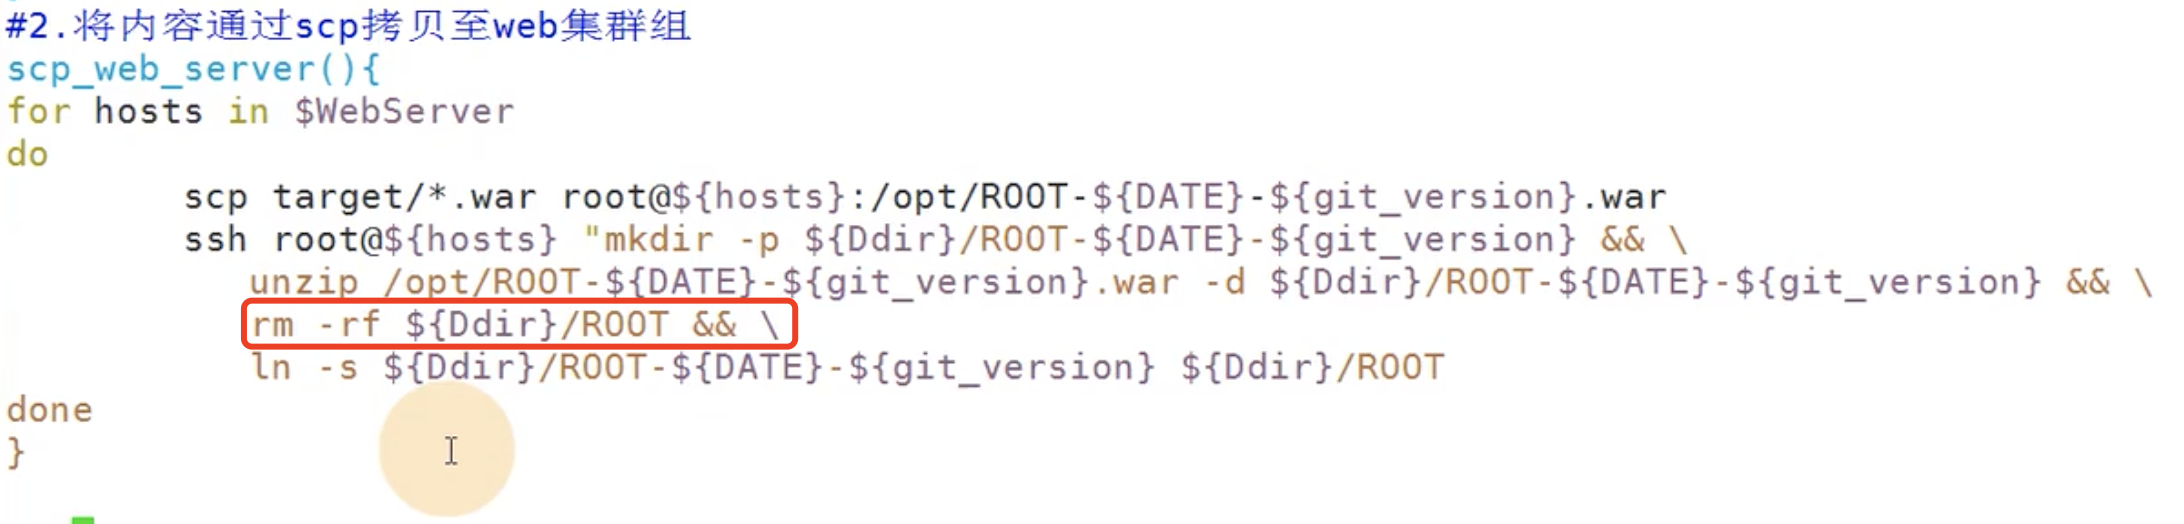 #2.将内容通过scp拷贝至web集群组
scp_web_server(){
for hosts in $WebServer
do
        scp target/*.war root@${hosts}:/opt/ROOT-${DATE}-${git_version}.war
        ssh root@${hosts} "mkdir -p ${Ddir}/ROOT-${DATE}-${git_version} && \
           unzip /opt/ROOT-${DATE}-${git_version}.war -d ${Ddir}/ROOT-${DATE}-${git_version} && \
           rm -rf ${Ddir}/ROOT && \
           ln -s ${Ddir}/ROOT-${DATE}-${git_version} ${Ddir}/ROOT
done
}